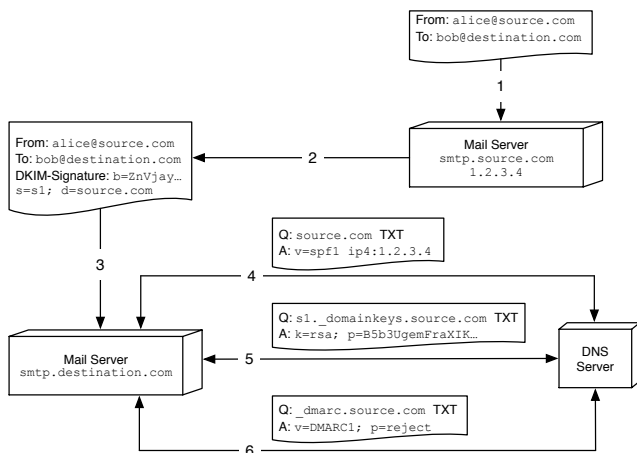 From: alice@source.com
To: bob@destination.com
1
Mail Server
smtp.source.com
1.2.3.4
2
From: alice@source.com
To: bob@destination.com
DKIM-Signature: b=ZnVjay…
s=s1; d=source.com
3
Q: source.com TXT
A: v=spf1 ip4:1.2.3.4
4
Q: s1._domainkeys.source.com TXT
A: k=rsa; p=B5b3UgemFraXIK…
5
Mail Server
smtp.destination.com
DNS
Server
Q: _dmarc.source.com TXT
A: v=DMARC1; p=reject
6